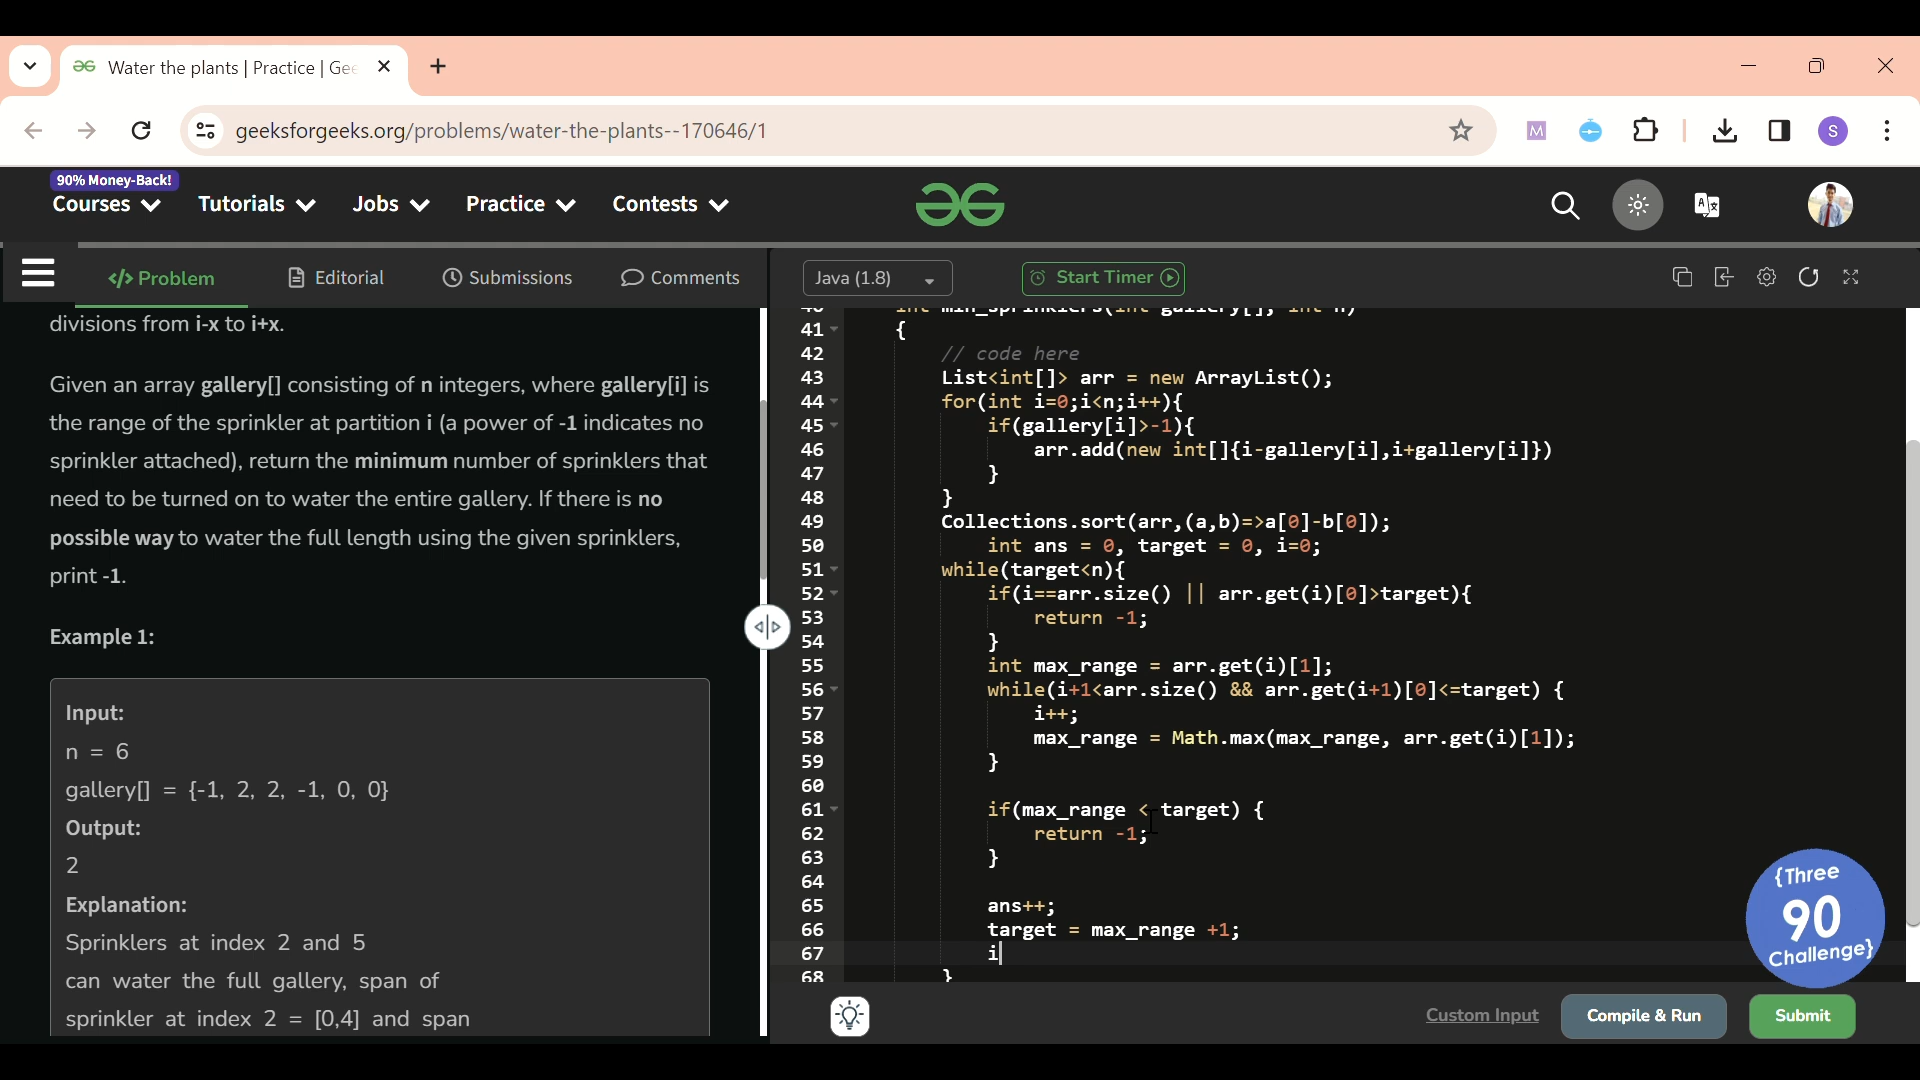 Water the plants | Practice | Gee
geeksforgeeks.org/problems/water-the-plants--170646/1
M
S
90% Money-Back!
Courses
Tutorials
Jobs
Practice
Contests
</> Problem
Editorial
Submissions
Comments
Java (1.8)
Start Timer
divisions from i-x to i+x.
Given an array gallery[] consisting of n integers, where gallery[i] is
the range of the sprinkler at partition i (a power of -1 indicates no
sprinkler attached), return the minimum number of sprinklers that
need to be turned on to water the entire gallery. If there is no
possible way to water the full length using the given sprinklers,
print -1.
Example 1:
Input:
n = 6
gallery[] = {-1, 2, 2, -1, 0, 0}
Output:
2
Explanation:
Sprinklers at index 2 and 5
can water the full gallery, span of
sprinkler at index 2 = [0,4] and span
40 int min_sprinklers(int gallery[], int n)
41 {
42 // code here
43 List<int[]> arr = new ArrayList();
44 for(int i=0;i<n;i++){
45 if(gallery[i]>-1){
46 arr.add(new int[]{i-gallery[i],i+gallery[i]})
47 }
48 }
49 Collections.sort(arr,(a,b)=>a[0]-b[0]);
50 int ans = 0, target = 0, i=0;
51 while(target<n){
52 if(i==arr.size() || arr.get(i)[0]>target){
53 return -1;
54 }
55 int max_range = arr.get(i)[1];
56 while(i+1<arr.size() && arr.get(i+1)[0]<=target) {
57 i++;
58 max_range = Math.max(max_range, arr.get(i)[1]);
59 }
60
61 if(max_range < target) {
62 return -1;
63 }
64
65 ans++;
66 target = max_range +1;
67 i
68 }
{Three
90
Challenge}
Custom Input
Compile & Run
Submit